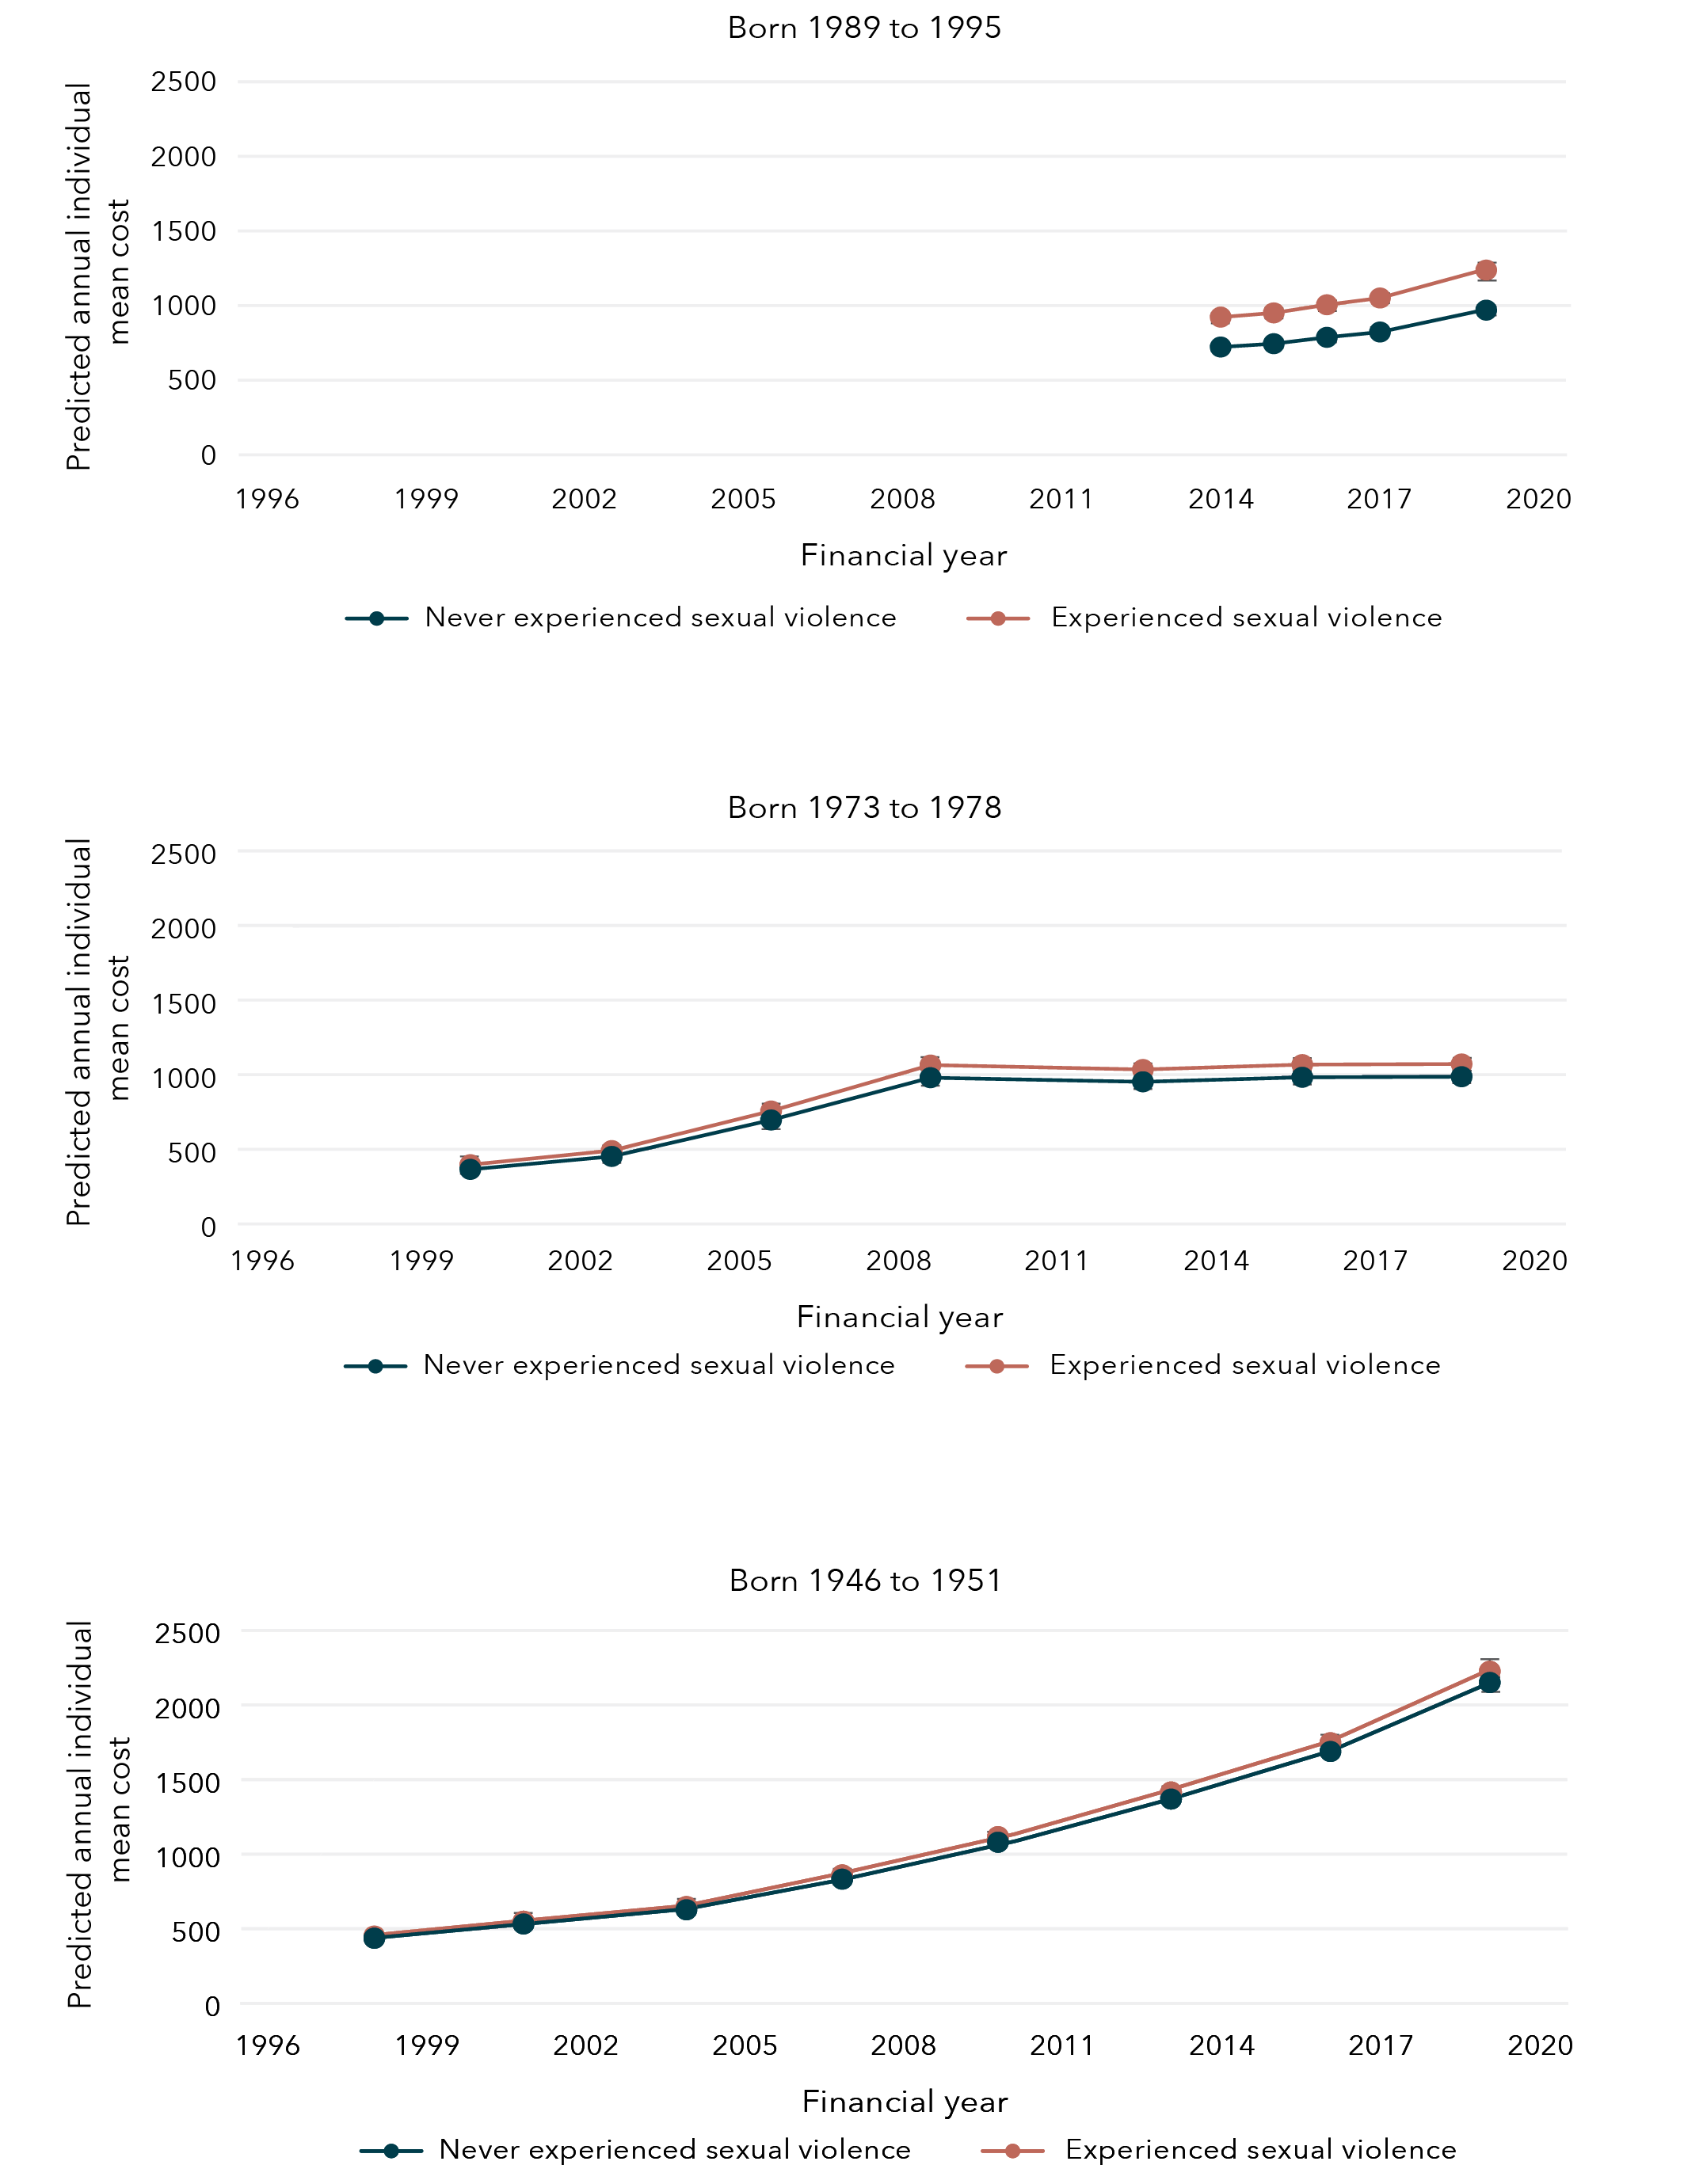 Born 1989 to 1995
Predicted annual individual
mean cost
2500
2000
1500
1000
500
0
1996 1999 2002 2005 2008 2011 2014 2017 2020
Financial year
Never experienced sexual violence Experienced sexual violence
Born 1973 to 1978
Predicted annual individual
mean cost
2500
2000
1500
1000
500
0
1996 1999 2002 2005 2008 2011 2014 2017 2020
Financial year
Never experienced sexual violence Experienced sexual violence
Born 1946 to 1951
Predicted annual individual
mean cost
2500
2000
1500
1000
500
0
1996 1999 2002 2005 2008 2011 2014 2017 2020
Financial year
Never experienced sexual violence Experienced sexual violence